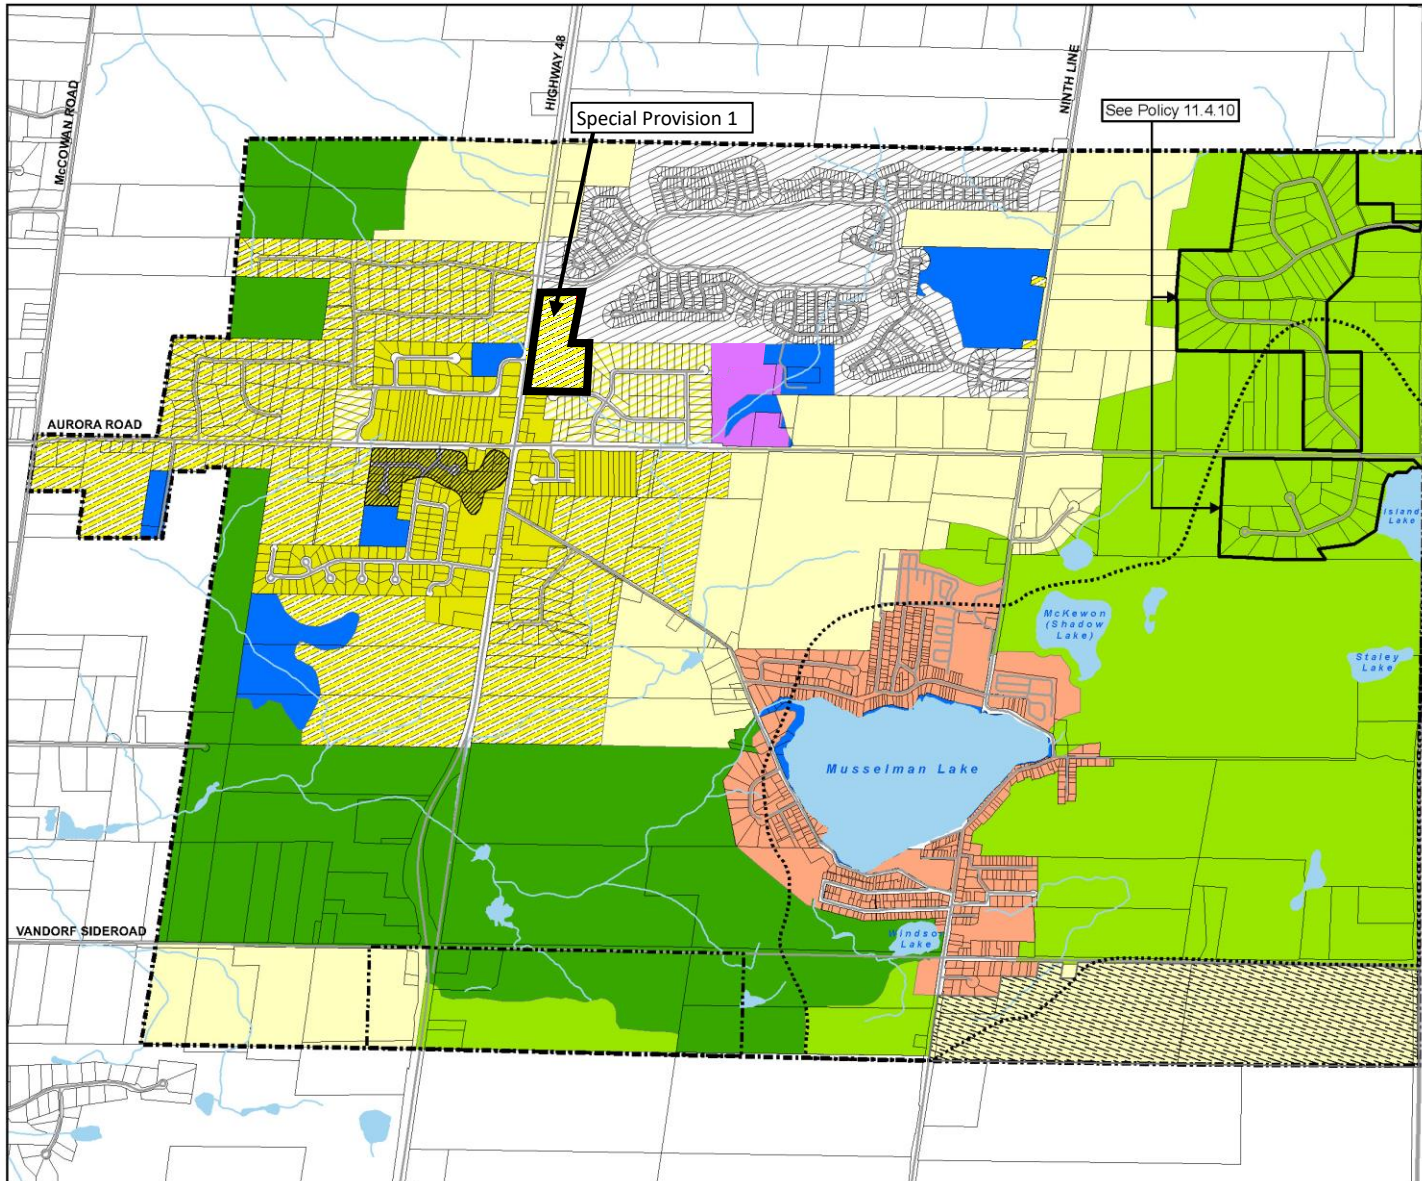 HIGHWAY 48
NINTH LINE
McCOWAN ROAD
Special Provision 1
See Policy 11.4.10
AURORA ROAD
Island
Lake
McKewon
(Shadow
Lake)
Staley
Lake
Musselman Lake
VANDORF SIDEROAD
Windso
Lake